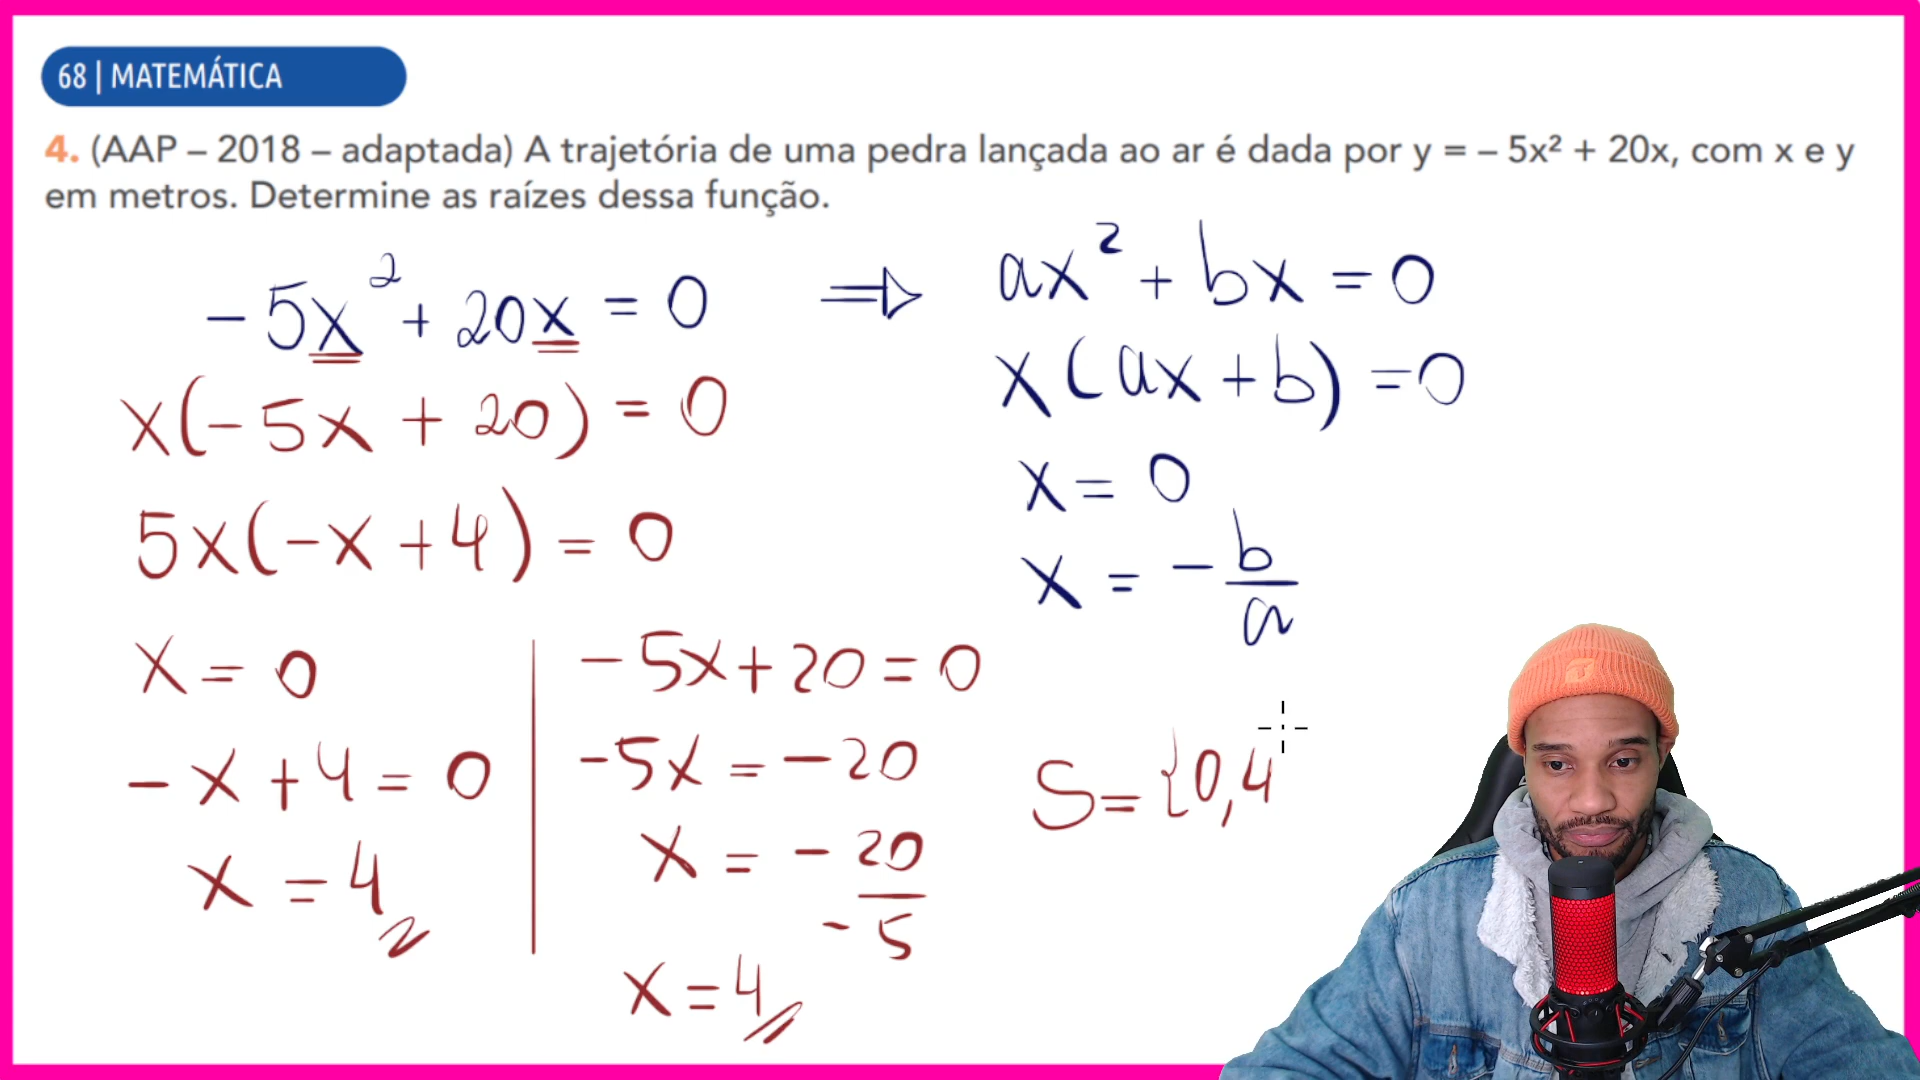 68 | MATEMÁTICA
4. (AAP – 2018 – adaptada) A trajetória de uma pedra lançada ao ar é dada por y = – 5x² + 20x, com x e y
em metros. Determine as raízes dessa função.
- 5x² + 20x = 0 ⇒ ax² + bx = 0
x(-5x + 20) = 0
x(ax + b) = 0
5x(-x + 4) = 0
x = 0
x = - b/a
x = 0
-x + 4 = 0
x = 4
-5x + 20 = 0
-5x = -20
x = -20/-5
x = 4
S = {0,4